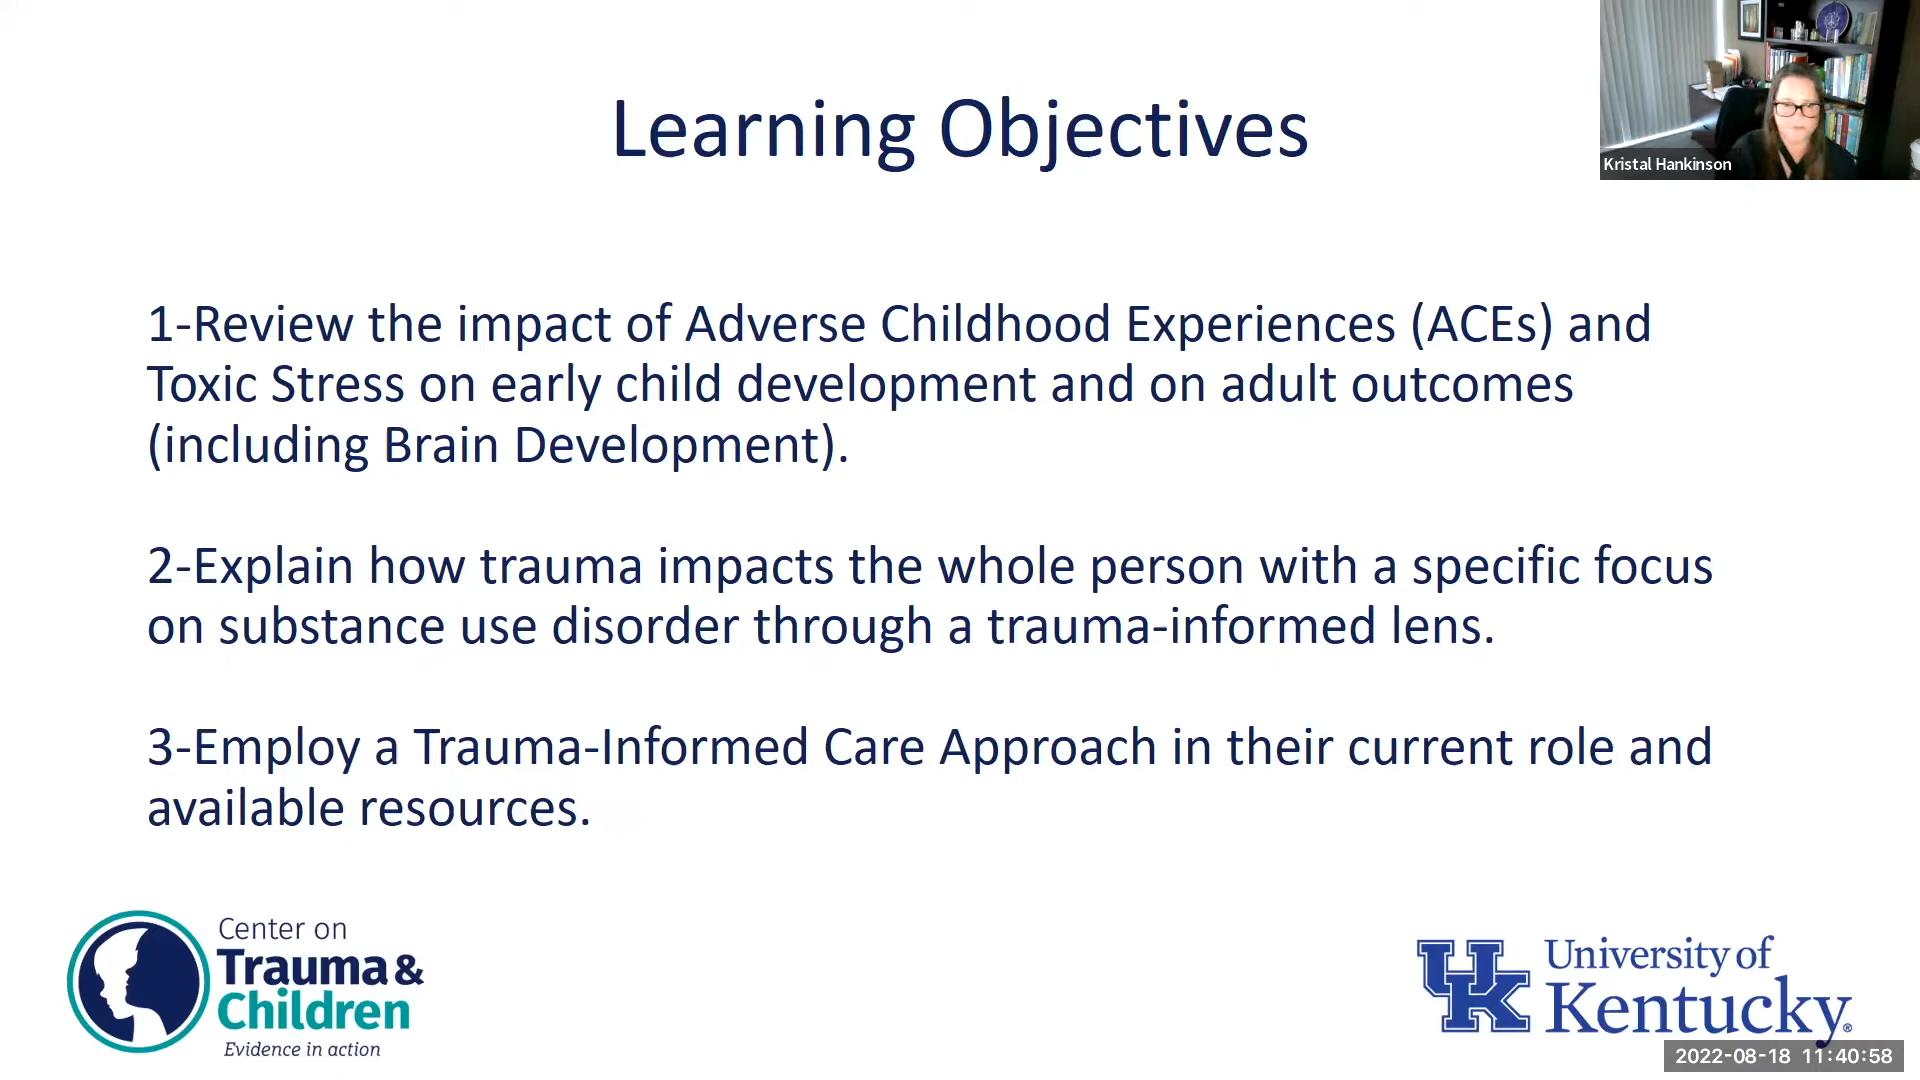 Learning Objectives
Kristal Hankinson
1-Review the impact of Adverse Childhood Experiences (ACEs) and
Toxic Stress on early child development and on adult outcomes
(including Brain Development).
2-Explain how trauma impacts the whole person with a specific focus
on substance use disorder through a trauma-informed lens.
3-Employ a Trauma-Informed Care Approach in their current role and
available resources.
Center on
Trauma &
Children
Evidence in action
UK
University of
Kentucky®
2022-08-18 11:40:58